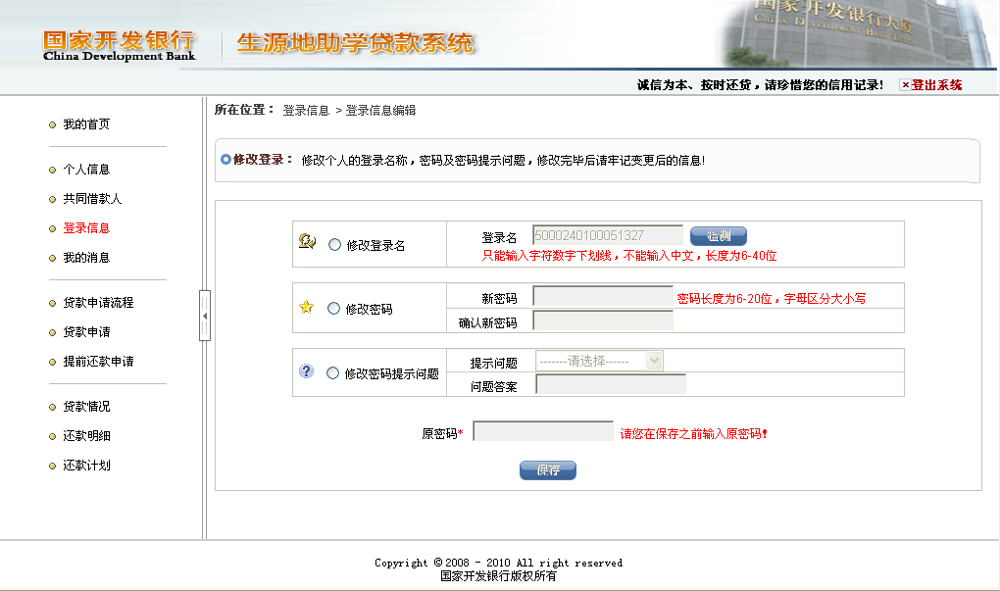 国家开发银行
China Development Bank
生源地助学贷款系统
国家开发银行大厦
CHINA DEVELOPMENT BANK TOWER
诚信为本、按时还贷，请珍惜您的信用记录！ 登出系统
所在位置： 登录信息 > 登录信息编辑
我的首页
个人信息
共同借款人
登录信息
我的消息
贷款申请流程
贷款申请
提前还款申请
贷款情况
还款明细
还款计划
修改登录： 修改个人的登录名称，密码及密码提示问题，修改完毕后请牢记变更后的信息!
修改登录名 登录名 5000240100051327 检测
只能输入字符数字下划线，不能输入中文，长度为6-40位
修改密码 新密码 密码长度为6-20位，字母区分大小写
确认新密码
修改密码提示问题 提示问题 -------请选择------
问题答案
原密码* 请您在保存之前输入原密码！
保存
Copyright ©2008 - 2010 All right reserved
国家开发银行版权所有